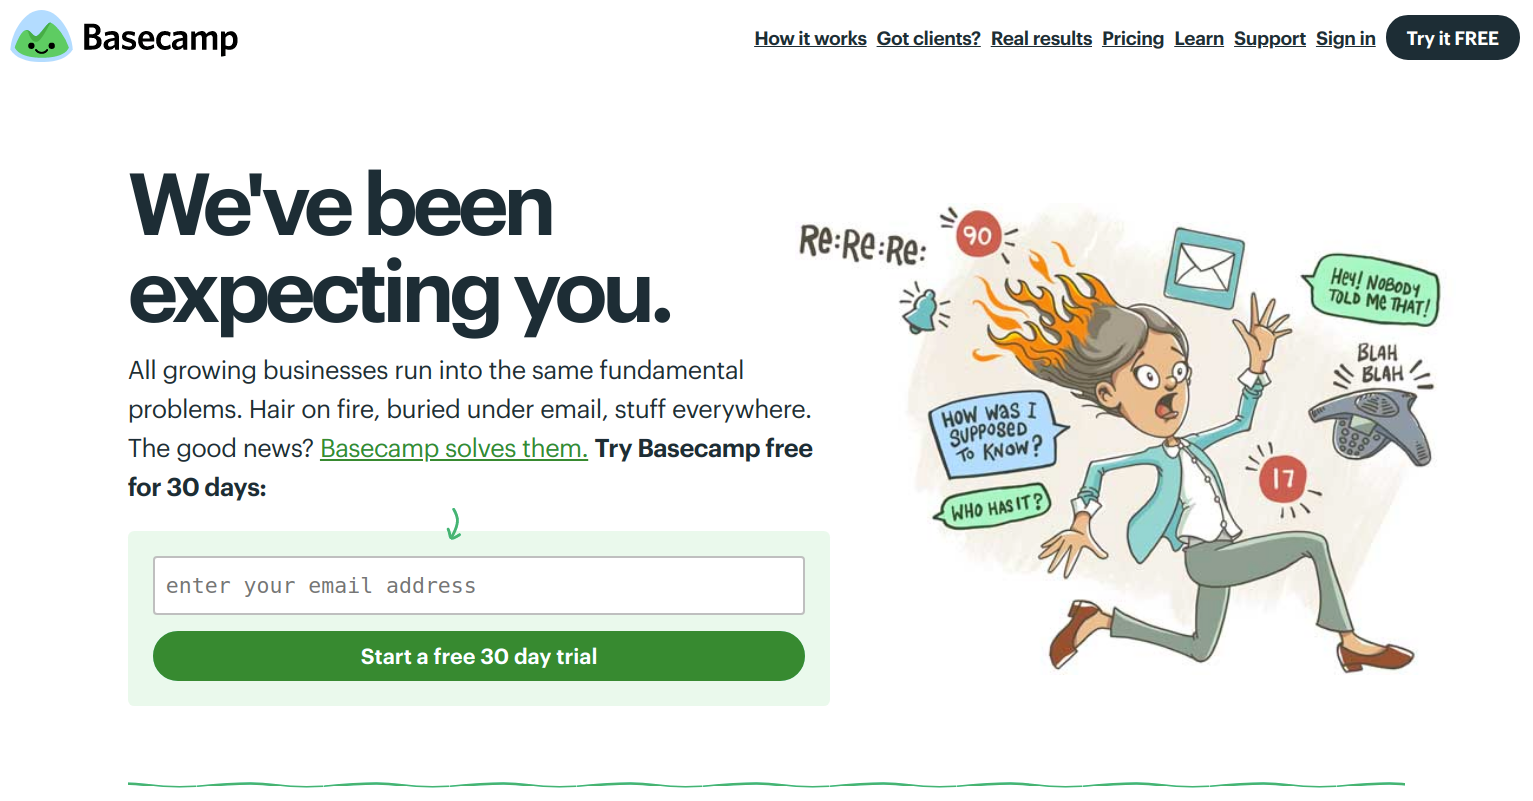 Basecamp
How it works Got clients? Real results Pricing Learn Support Sign in Try it FREE
We've been
expecting you.
All growing businesses run into the same fundamental
problems. Hair on fire, buried under email, stuff everywhere.
The good news? Basecamp solves them. Try Basecamp free
for 30 days:
enter your email address
Start a free 30 day trial
Re:Re:Re:
90
HeY! NOBODY
TOLD Me THAT!
BLAH
BLAH
HOW WAS I
SUPPOSeD
TO KNOW?
17
WHO HAS IT?